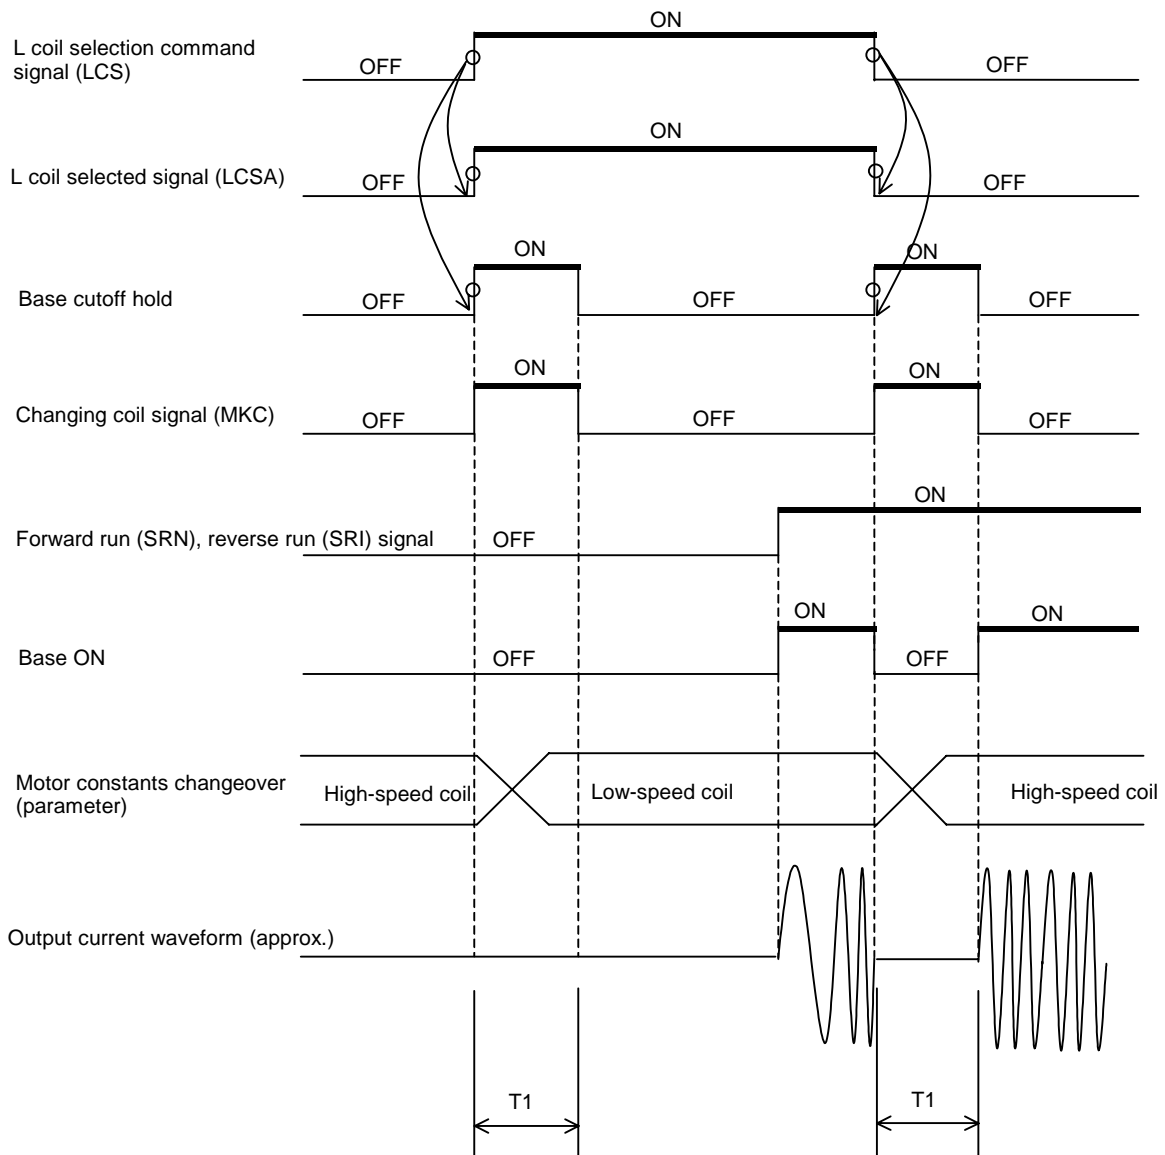 ON
L coil selection command
signal (LCS)
OFF
OFF
ON
L coil selected signal (LCSA)
OFF
OFF
ON
ON
Base cutoff hold
OFF
OFF
OFF
ON
ON
Changing coil signal (MKC)
OFF
OFF
OFF
ON
Forward run (SRN), reverse run (SRI) signal
OFF
ON
ON
Base ON
OFF
OFF
Motor constants changeover
(parameter)
High-speed coil
Low-speed coil
High-speed coil
Output current waveform (approx.)
T1
T1